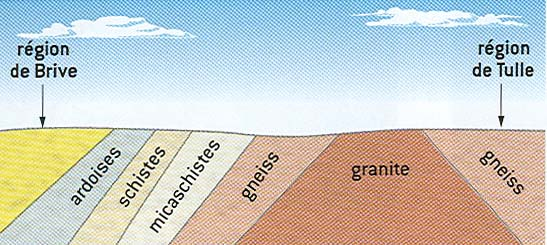 région
de Brive
région
de Tulle
ardoises
schistes
micaschistes
gneiss
granite
gneiss